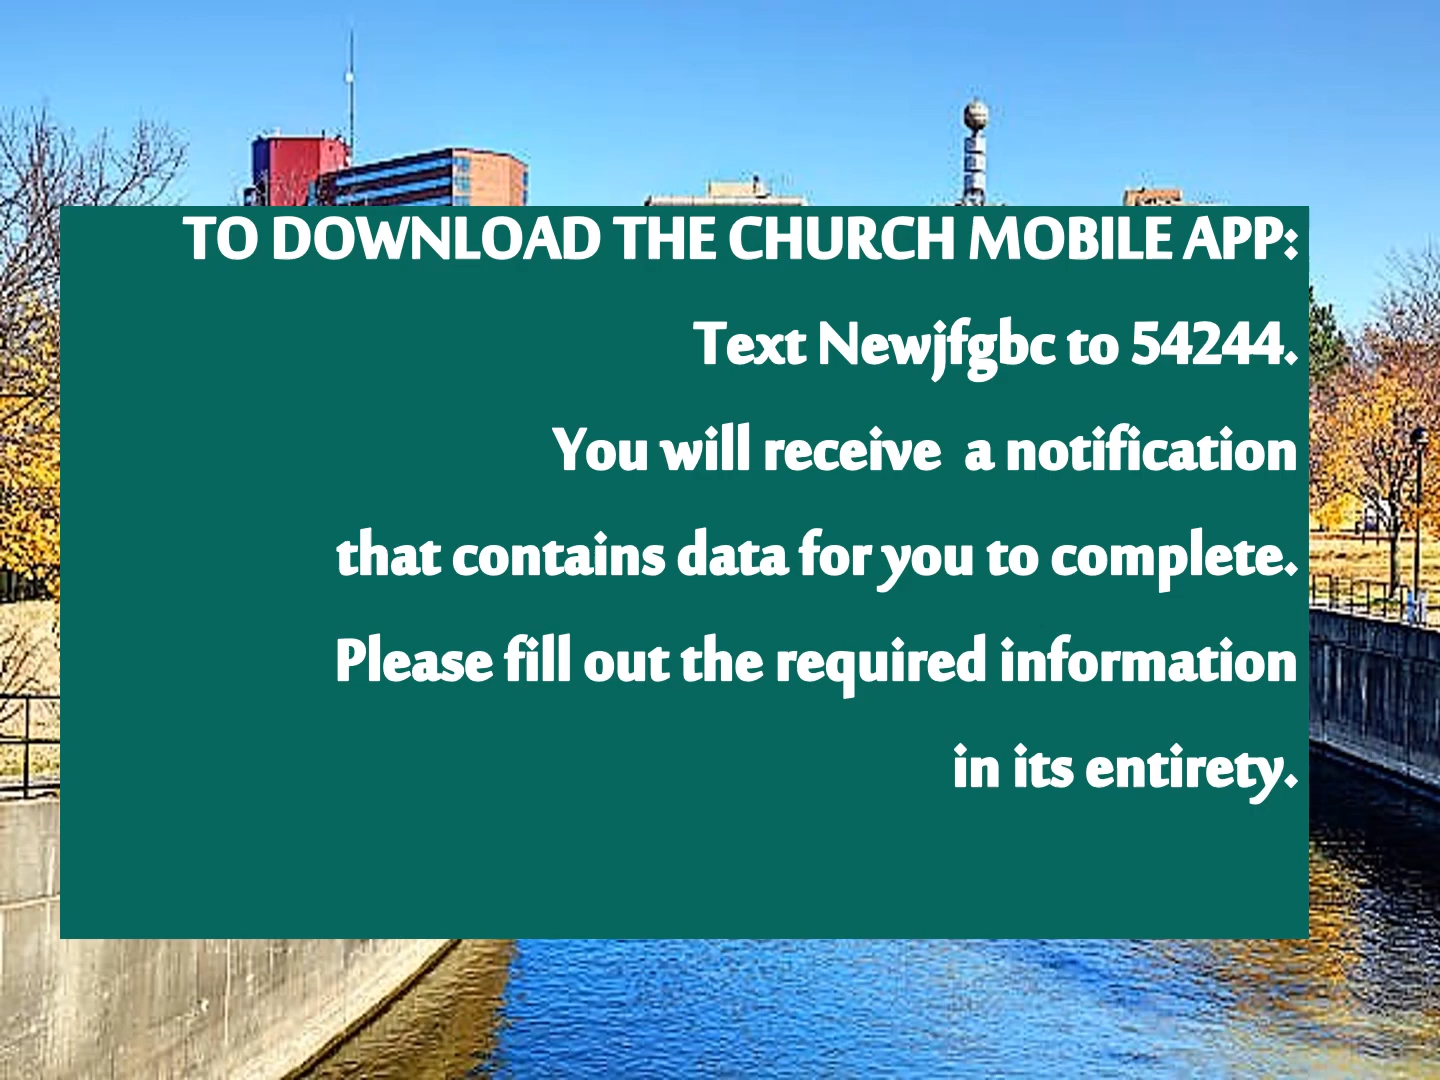 TO DOWNLOAD THE CHURCH MOBILE APP:
Text Newjfgbc to 54244.
You will receive  a notification
that contains data for you to complete.
Please fill out the required information
in its entirety.